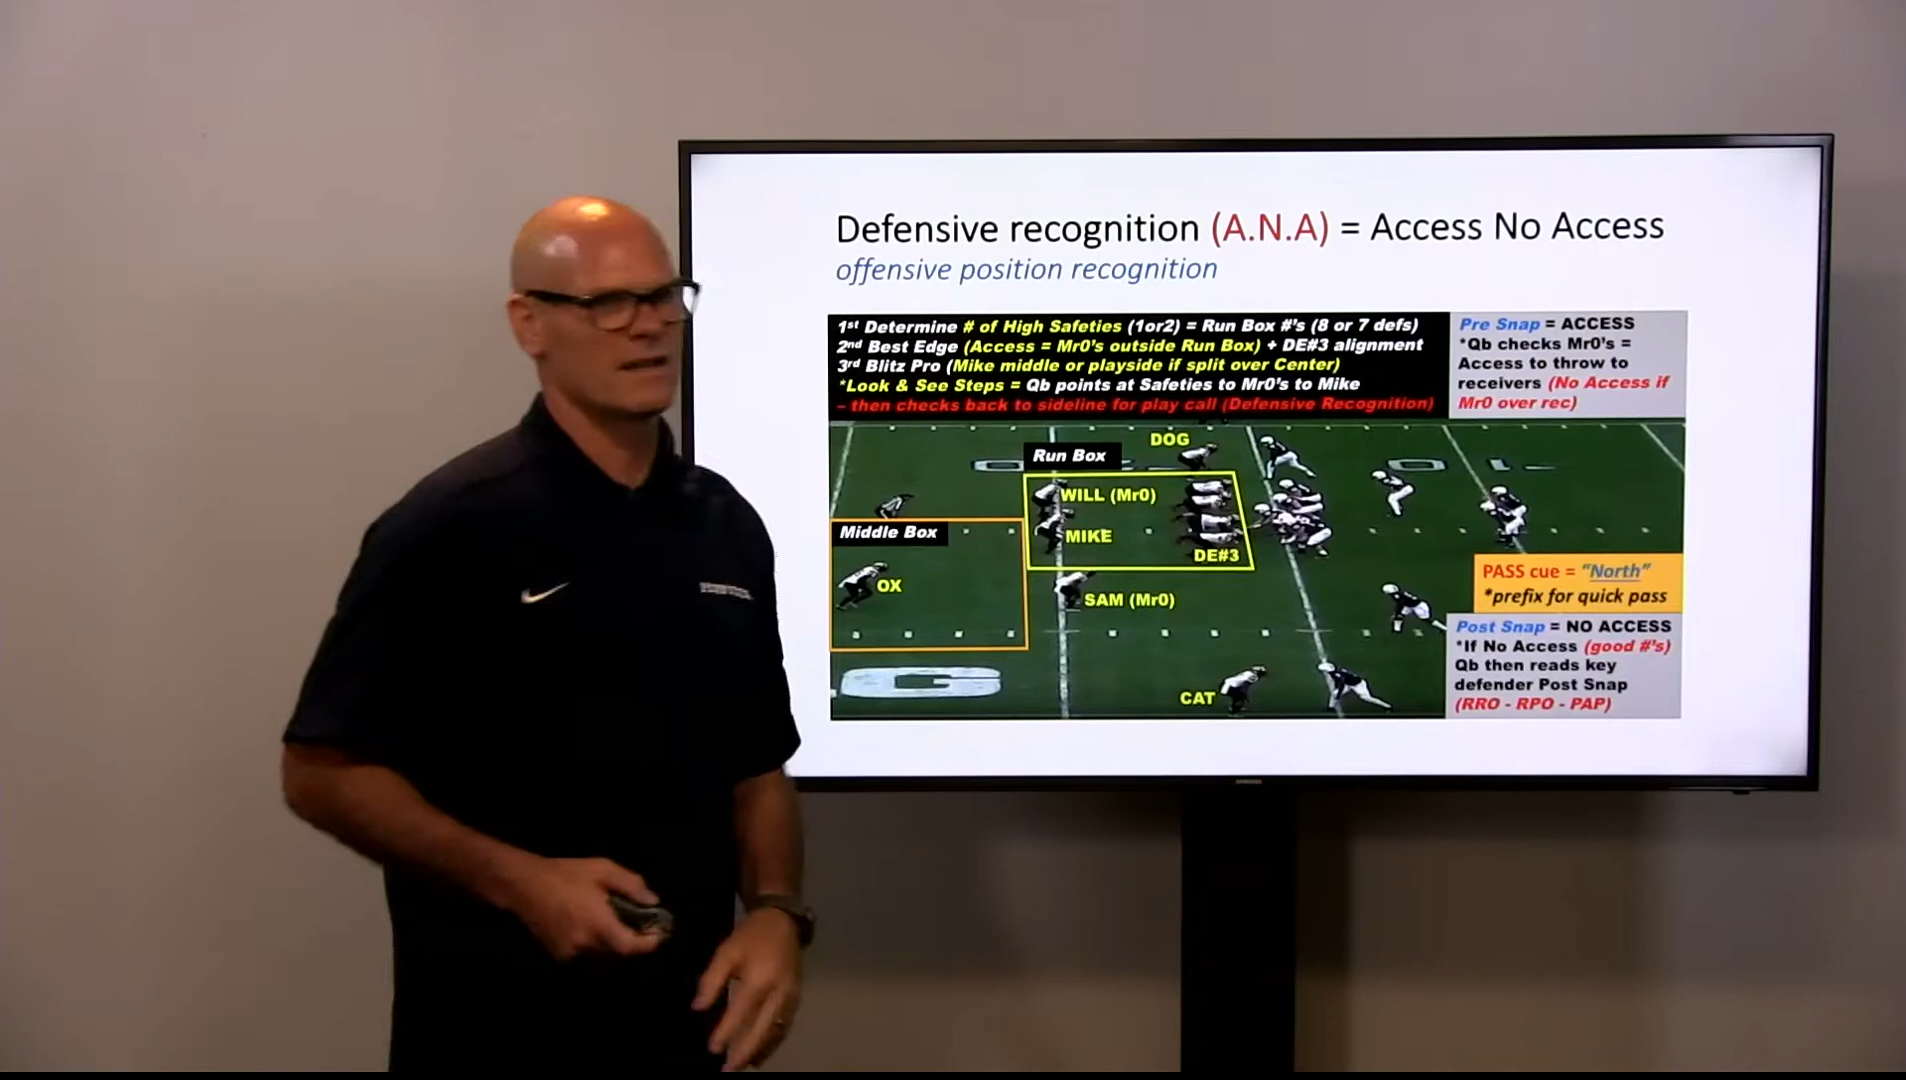 Defensive recognition (A.N.A) = Access No Access
offensive position recognition
1st Determine # of High Safeties (1or2) = Run Box #'s (8 or 7 defs)
2nd Best Edge (Access = Mr0's outside Run Box) + DE#3 alignment
3rd Blitz Pro (Mike middle or playside if split over Center)
*Look & See Steps = Qb points at Safeties to Mr0's to Mike
– then checks back to sideline for play call (Defensive Recognition)
Pre Snap = ACCESS
*Qb checks Mr0's =
Access to throw to
receivers (No Access if
Mr0 over rec)
DOG
Run Box
WILL (Mr0)
Middle Box
MIKE
DE#3
OX
SAM (Mr0)
CAT
G
PASS cue = "North"
*prefix for quick pass
Post Snap = NO ACCESS
*If No Access (good #'s)
Qb then reads key
defender Post Snap
(RRO - RPO - PAP)